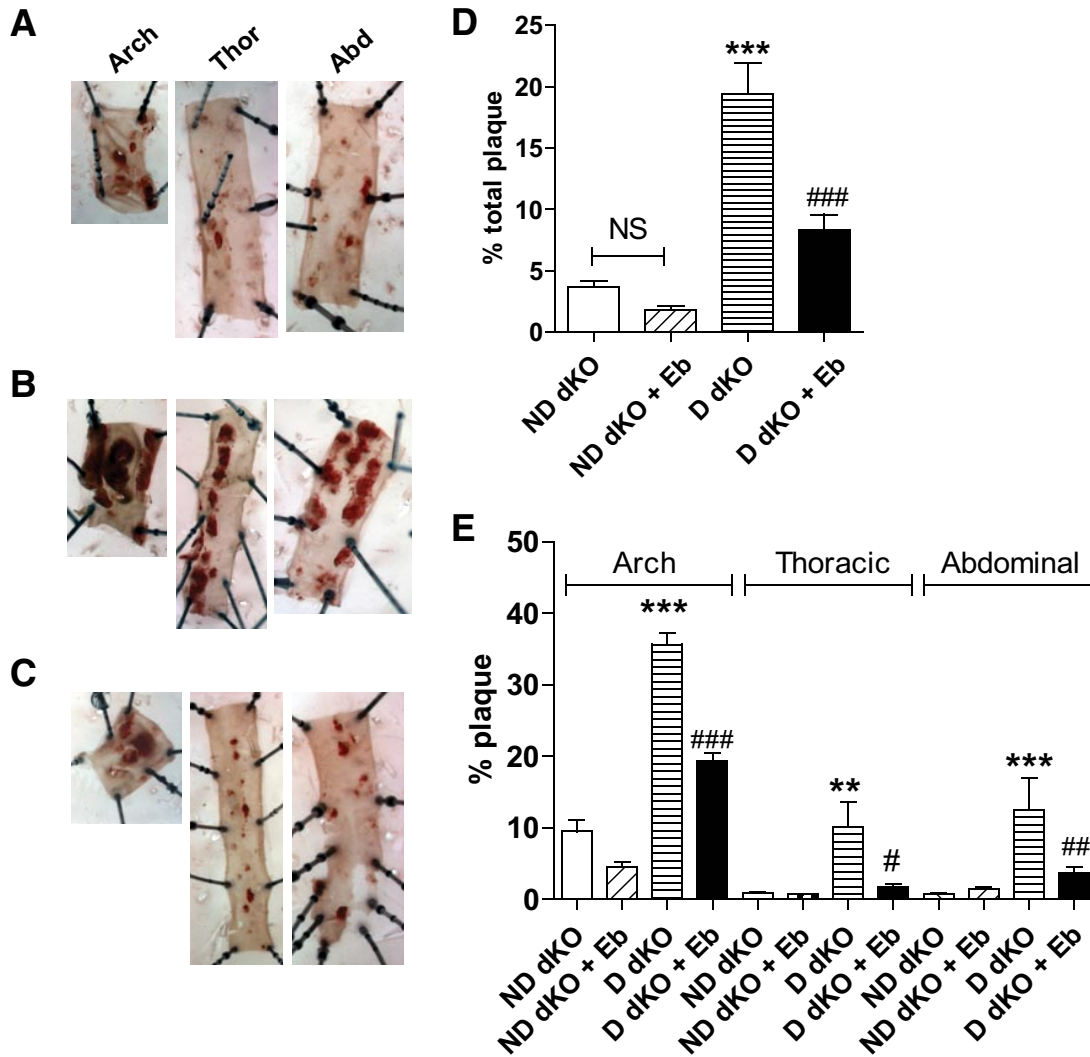 A
Arch
Thor
Abd
B
C
D
25
20
15
10
5
0
% total plaque
NS
***
###
ND dKO
ND dKO + Eb
D dKO
D dKO + Eb
E
50
40
30
20
10
0
% plaque
Arch
Thoracic
Abdominal
***
###
**
#
***
##
ND dKO
ND dKO + Eb
D dKO
D dKO + Eb
ND dKO
ND dKO + Eb
D dKO
D dKO + Eb
ND dKO
ND dKO + Eb
D dKO
D dKO + Eb